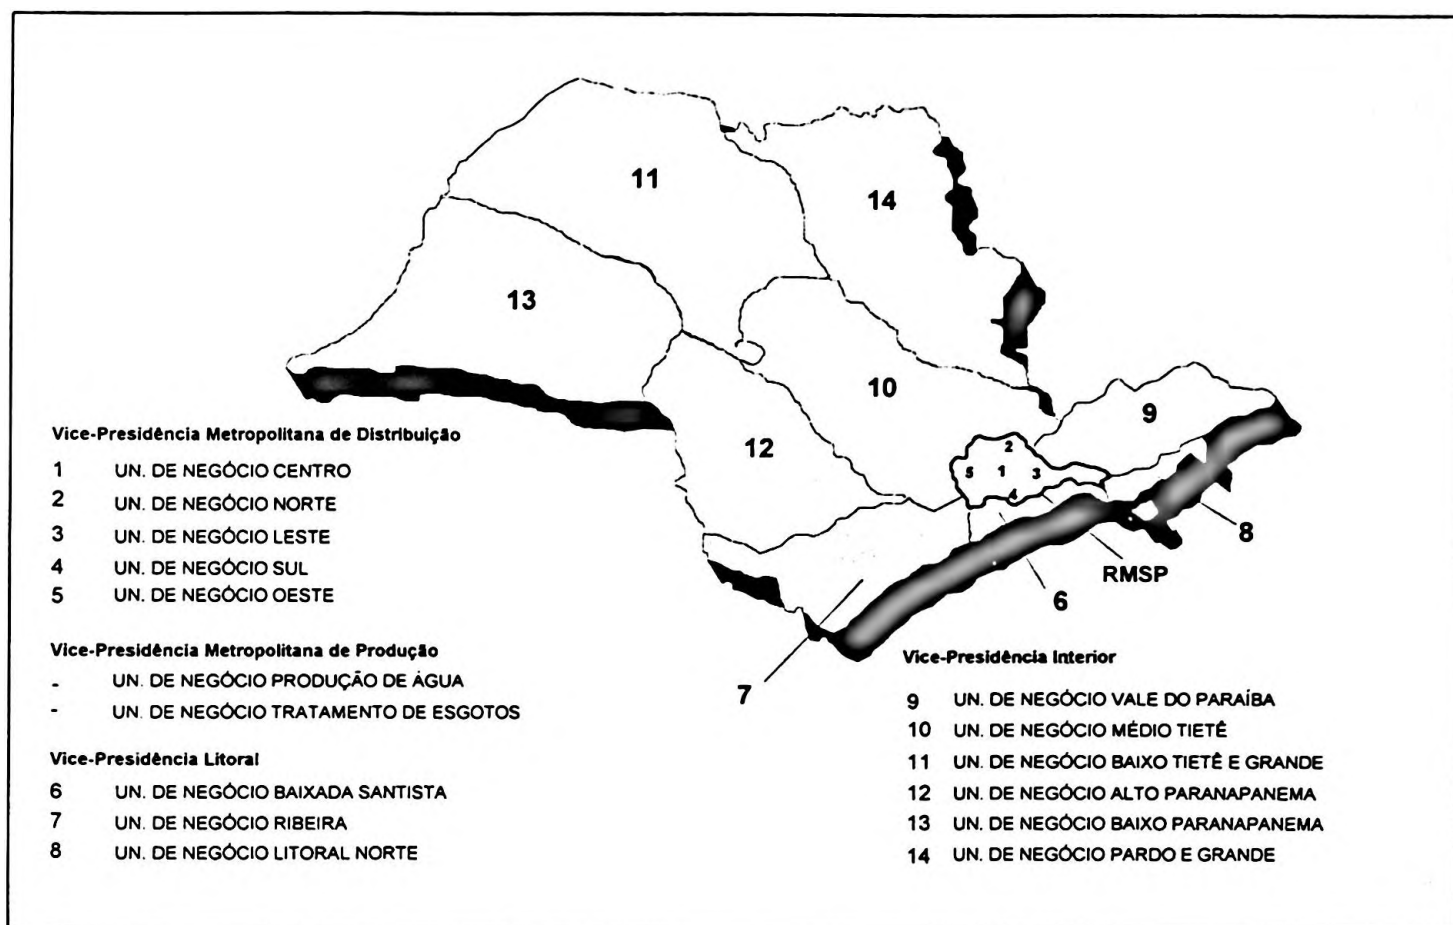 11
14
13
10
9
12
2
5 1 3
4
8
RMSP
6
7
Vice-Presidência Metropolitana de Distribuição
1 UN. DE NEGÓCIO CENTRO
2 UN. DE NEGÓCIO NORTE
3 UN. DE NEGÓCIO LESTE
4 UN. DE NEGÓCIO SUL
5 UN. DE NEGÓCIO OESTE
Vice-Presidência Metropolitana de Produção
- UN. DE NEGÓCIO PRODUÇÃO DE ÁGUA
- UN. DE NEGÓCIO TRATAMENTO DE ESGOTOS
Vice-Presidência Litoral
6 UN. DE NEGÓCIO BAIXADA SANTISTA
7 UN. DE NEGÓCIO RIBEIRA
8 UN. DE NEGÓCIO LITORAL NORTE
Vice-Presidência Interior
9 UN. DE NEGÓCIO VALE DO PARAÍBA
10 UN. DE NEGÓCIO MÉDIO TIETÊ
11 UN. DE NEGÓCIO BAIXO TIETÊ E GRANDE
12 UN. DE NEGÓCIO ALTO PARANAPANEMA
13 UN. DE NEGÓCIO BAIXO PARANAPANEMA
14 UN. DE NEGÓCIO PARDO E GRANDE